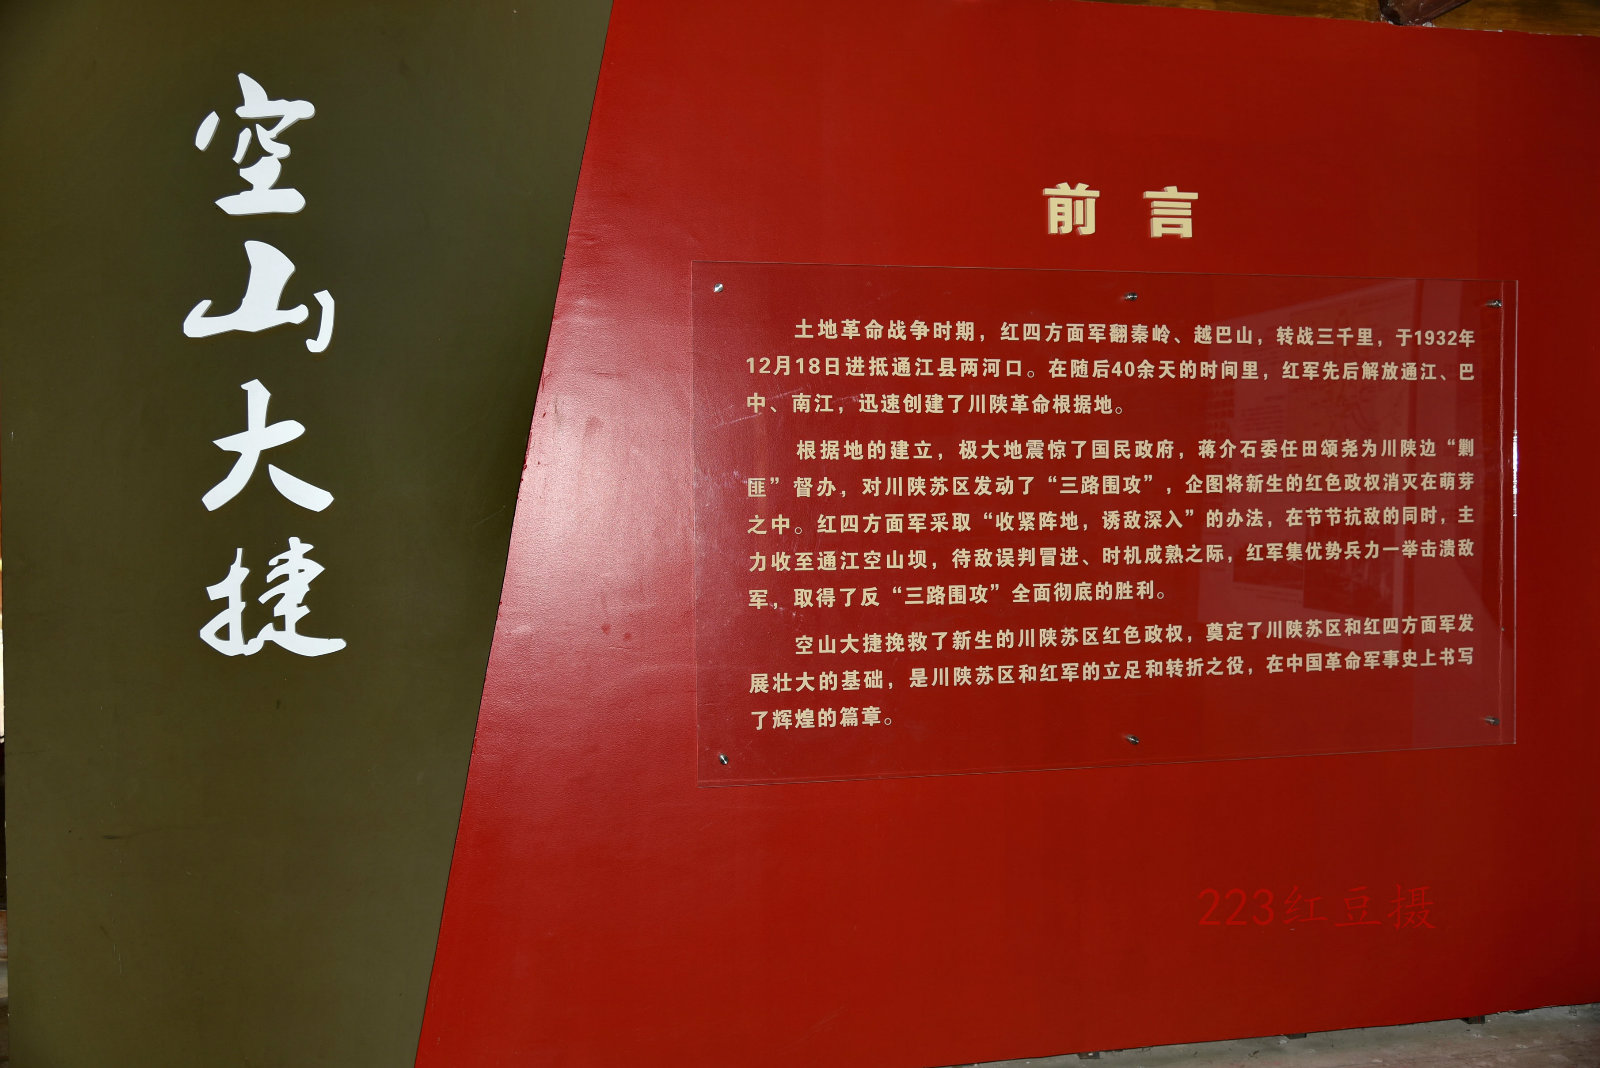 空山大捷
前言
土地革命战争时期，红四方面军翻秦岭、越巴山，转战三千里，于1932年
12月18日进抵通江县两河口。在随后40余天的时间里，红军先后解放通江、巴
中、南江，迅速创建了川陕革命根据地。
根据地的建立，极大地震惊了国民政府，蒋介石委任田颂尧为川陕边“剿
匪”督办，对川陕苏区发动了“三路围攻”，企图将新生的红色政权消灭在萌芽
之中。红四方面军采取“收紧阵地，诱敌深入”的办法，在节节抗敌的同时，主
力收至通江空山坝，待敌误判冒进、时机成熟之际，红军集优势兵力一举击溃敌
军，取得了反“三路围攻”全面彻底的胜利。
空山大捷挽救了新生的川陕苏区红色政权，奠定了川陕苏区和红四方面军发
展壮大的基础，是川陕苏区和红军的立足和转折之役，在中国革命军事史上书写
了辉煌的篇章。
223红豆摄